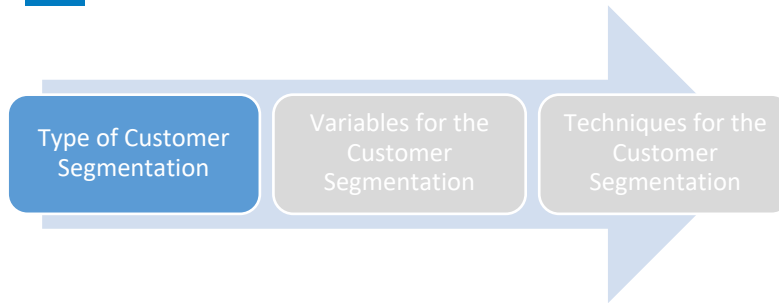 Type of Customer
Segmentation
Variables for the
Customer
Segmentation
Techniques for the
Customer
Segmentation